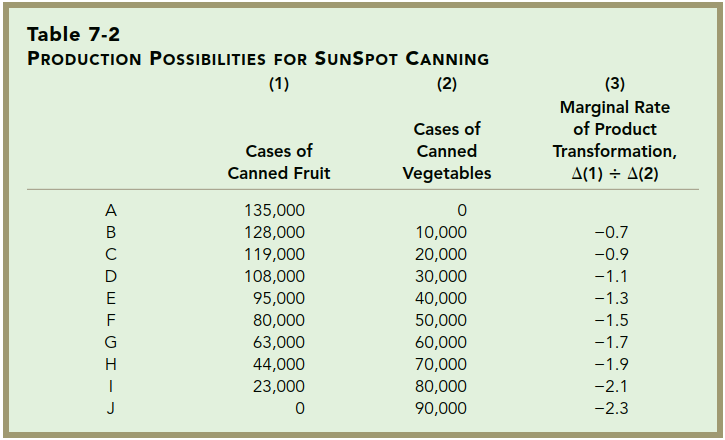 Table 7-2
PRODUCTION POSSIBILITIES FOR SUNSPOT CANNING
(1) (2) (3)
Marginal Rate
Cases of of Product
Cases of Canned Transformation,
Canned Fruit Vegetables Δ(1) ÷ Δ(2)
A 135,000 0
B 128,000 10,000 −0.7
C 119,000 20,000 −0.9
D 108,000 30,000 −1.1
E 95,000 40,000 −1.3
F 80,000 50,000 −1.5
G 63,000 60,000 −1.7
H 44,000 70,000 −1.9
I 23,000 80,000 −2.1
J 0 90,000 −2.3